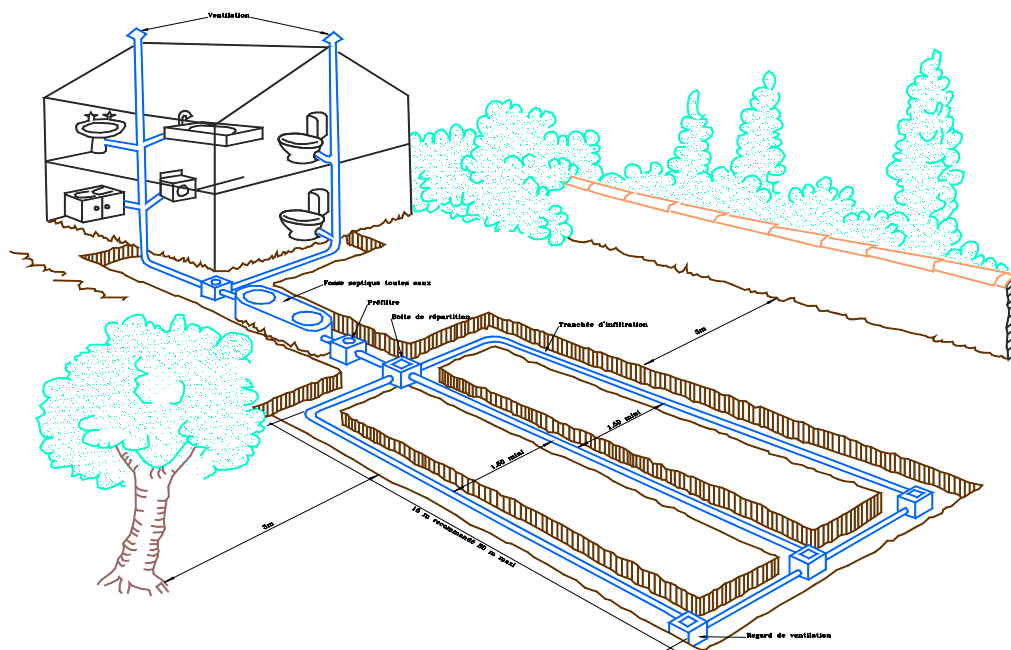 Ventilation
Fosse septique toutes eaux
Préfiltre
Boîte de répartition
Tranchée d'infiltration
3m
1.50 mini
1.50 mini
3m
15 m recommandé 30 m maxi
Regard de ventilation